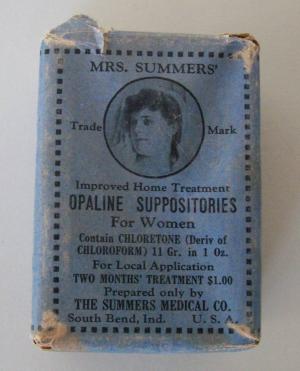 MRS. SUMMERS'
Trade Mark
Improved Home Treatment
OPALINE SUPPOSITORIES
For Women
Contain CHLORETONE (Deriv of
CHLOROFORM) 11 Gr. in 1 Oz.
For Local Application
TWO MONTHS' TREATMENT $1.00
Prepared only by
THE SUMMERS MEDICAL CO.
South Bend, Ind. U. S. A.